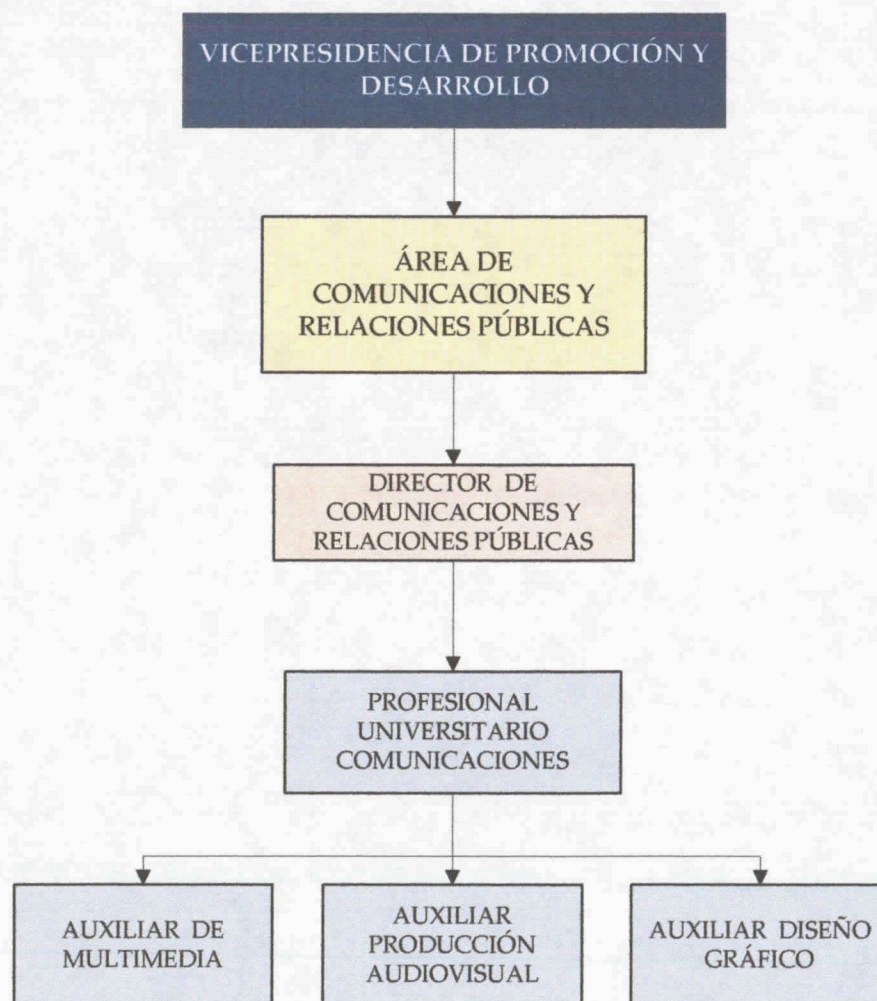 VICEPRESIDENCIA DE PROMOCIÓN Y
DESARROLLO
ÁREA DE
COMUNICACIONES Y
RELACIONES PÚBLICAS
DIRECTOR DE
COMUNICACIONES Y
RELACIONES PÚBLICAS
PROFESIONAL
UNIVERSITARIO
COMUNICACIONES
AUXILIAR DE
MULTIMEDIA
AUXILIAR
PRODUCCIÓN
AUDIOVISUAL
AUXILIAR DISEÑO
GRÁFICO